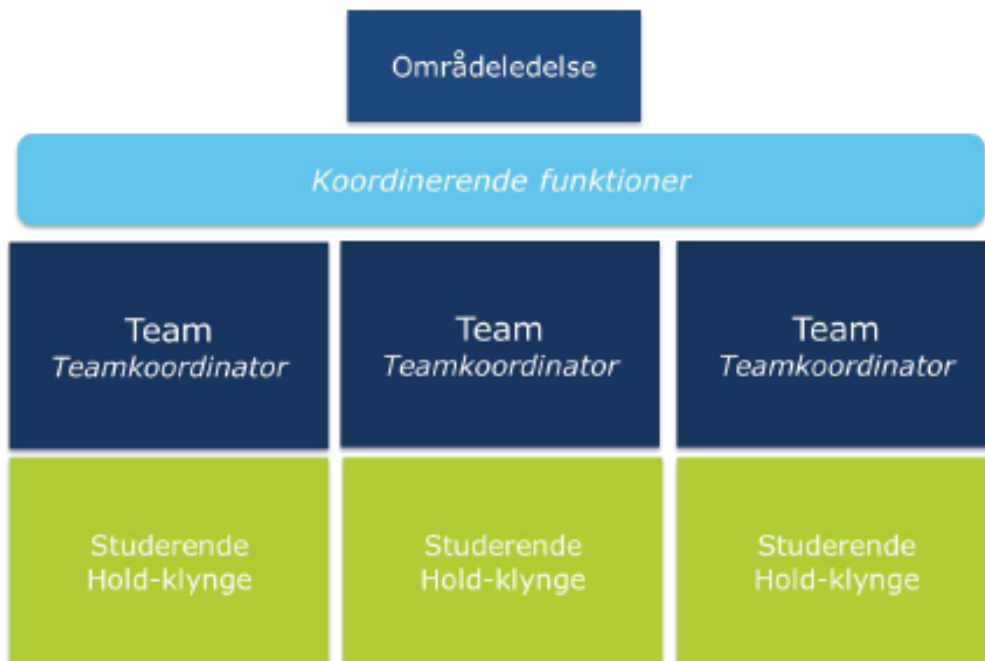 Områdeledelse
Koordinerende funktioner
Team
Teamkoordinator
Team
Teamkoordinator
Team
Teamkoordinator
Studerende
Hold-klynge
Studerende
Hold-klynge
Studerende
Hold-klynge